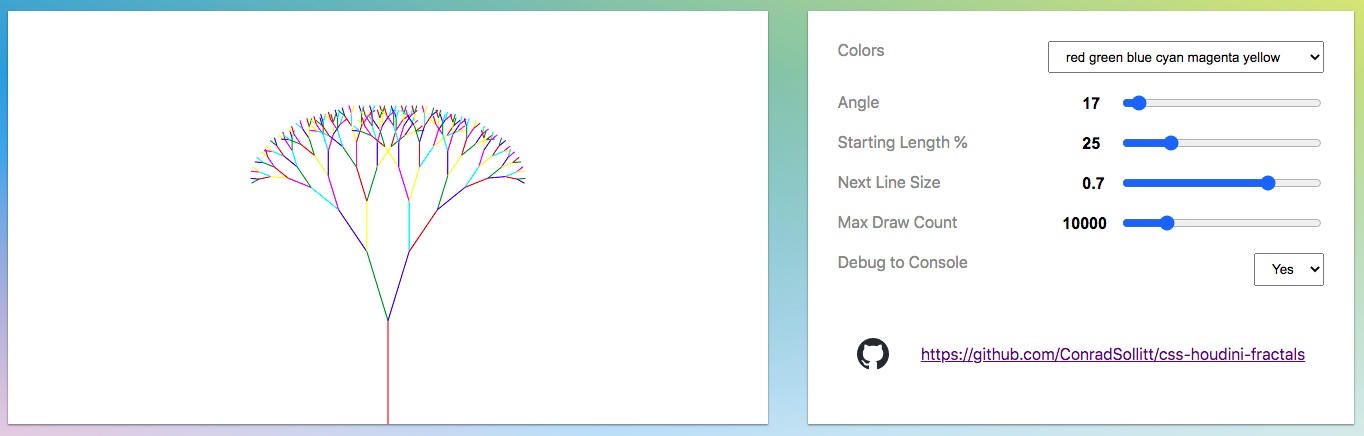 Colors
red green blue cyan magenta yellow
Angle 17
Starting Length % 25
Next Line Size 0.7
Max Draw Count 10000
Debug to Console Yes
https://github.com/ConradSollitt/css-houdini-fractals